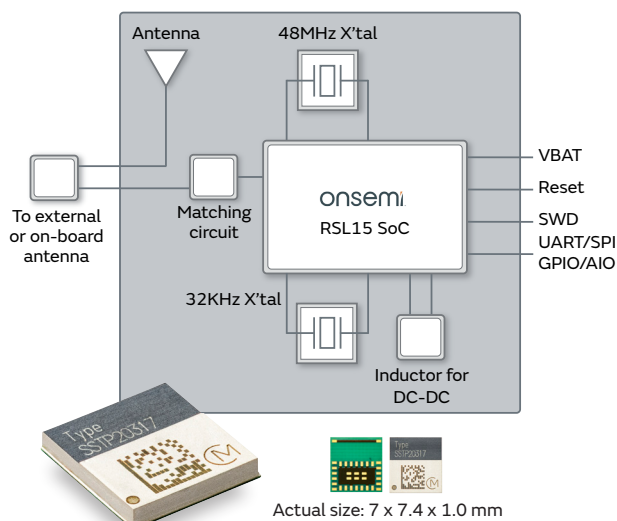 Antenna
48MHz X'tal
VBAT
Reset
SWD
UART/SPI
GPIO/AIO
onsemi
RSL15 SoC
To external
or on-board
antenna
Matching
circuit
32KHz X'tal
Inductor for
DC-DC
Type
SSTP20317
Type
Actual size: 7 x 7.4 x 1.0 mm